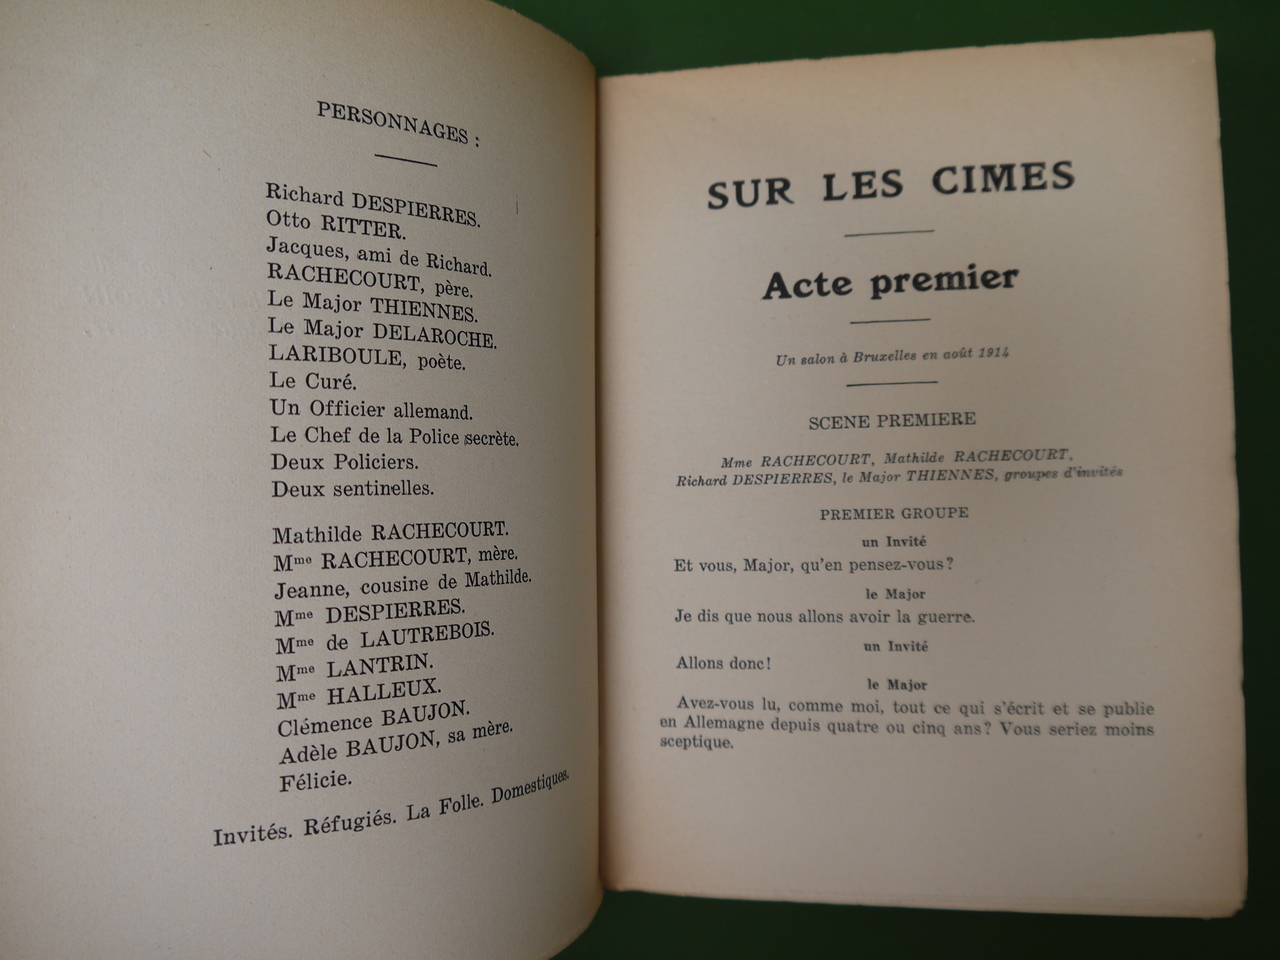 PERSONNAGES :
Richard DESPIERRES.
Otto RITTER.
Jacques, ami de Richard.
RACHECOURT, père.
Le Major THIENNES.
Le Major DELAROCHE.
LARIBOULE, poète.
Le Curé.
Un Officier allemand.
Le Chef de la Police secrète.
Deux Policiers.
Deux sentinelles.
Mathilde RACHECOURT.
Mme RACHECOURT, mère.
Jeanne, cousine de Mathilde.
Mme DESPIERRES.
Mme de LAUTREBOIS.
Mme LANTRIN.
Mme HALLEUX.
Clémence BAUJON.
Adèle BAUJON, sa mère.
Félicie.
Invités. Réfugiés. La Folle. Domestiques.
SUR LES CIMES
Acte premier
Un salon à Bruxelles en août 1914
SCENE PREMIERE
Mme RACHECOURT, Mathilde RACHECOURT,
Richard DESPIERRES, le Major THIENNES, groupes d'invités
PREMIER GROUPE
un Invité
Et vous, Major, qu'en pensez-vous?
le Major
Je dis que nous allons avoir la guerre.
un Invité
Allons donc!
le Major
Avez-vous lu, comme moi, tout ce qui s'écrit et se publie
en Allemagne depuis quatre ou cinq ans? Vous seriez moins
sceptique.